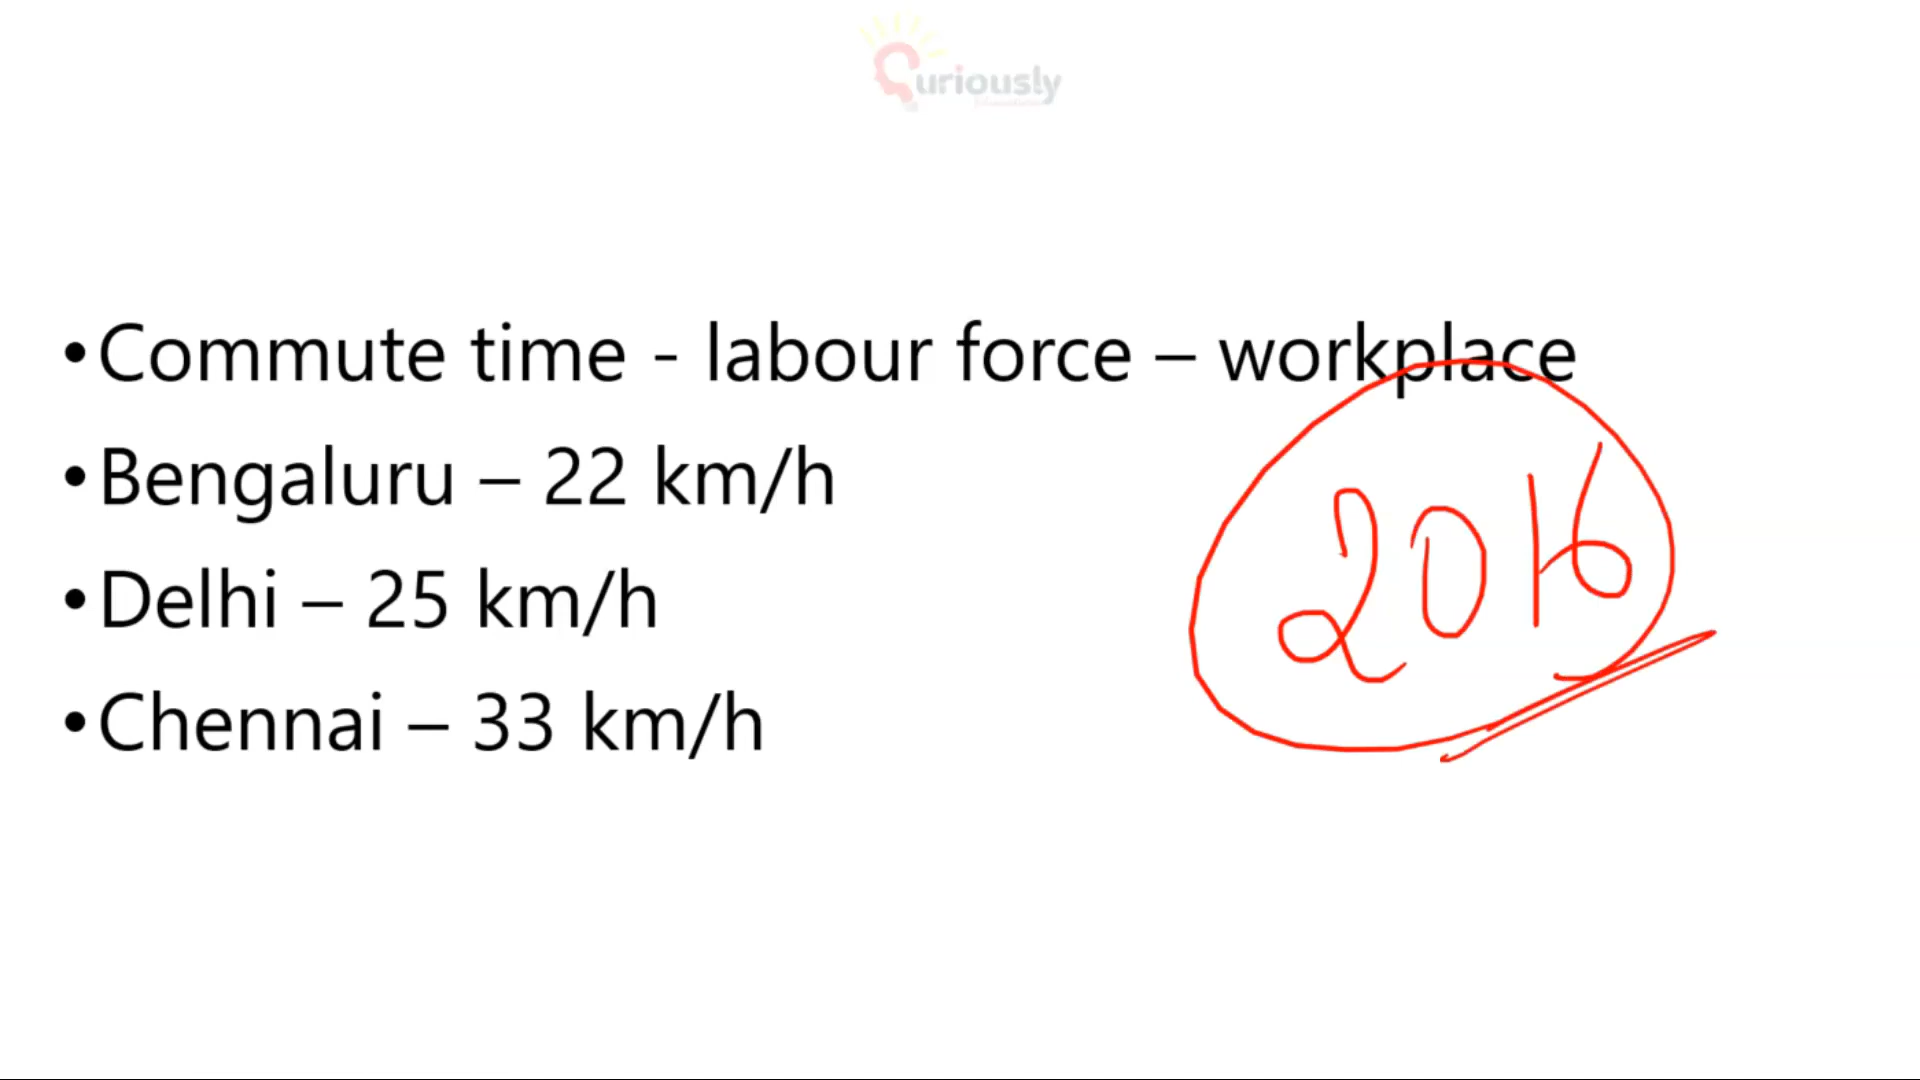 Curiously
• Commute time - labour force – workplace
• Bengaluru – 22 km/h
• Delhi – 25 km/h
• Chennai – 33 km/h
2016